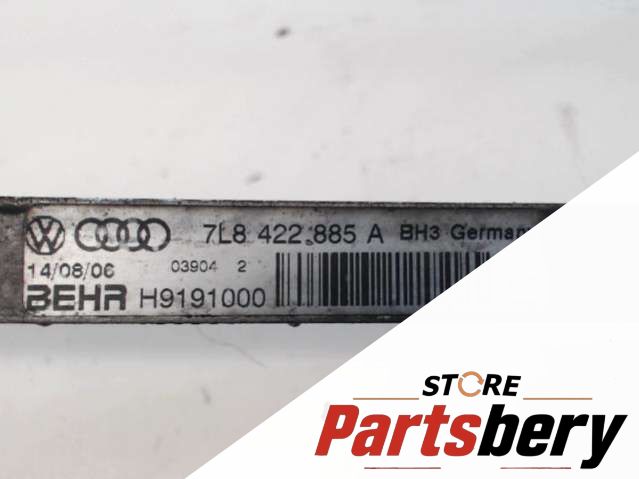 7L8 422 885 A BH3 German
14/08/06 03904 2
BEHR H9191000
STORE
Partsbery